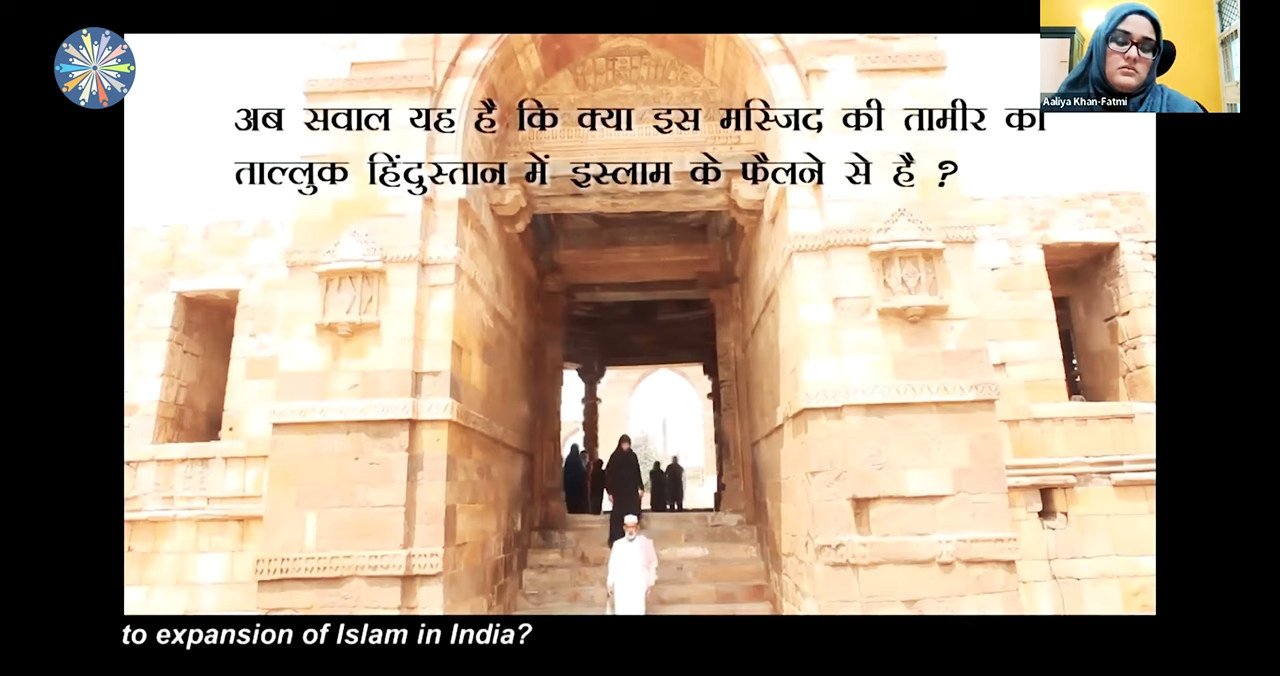 अब सवाल यह है कि क्या इस मस्जिद की तामीर का
ताल्लुक हिंदुस्तान में इस्लाम के फैलने से है ?
Aaliya Khan-Fatmi
to expansion of Islam in India?